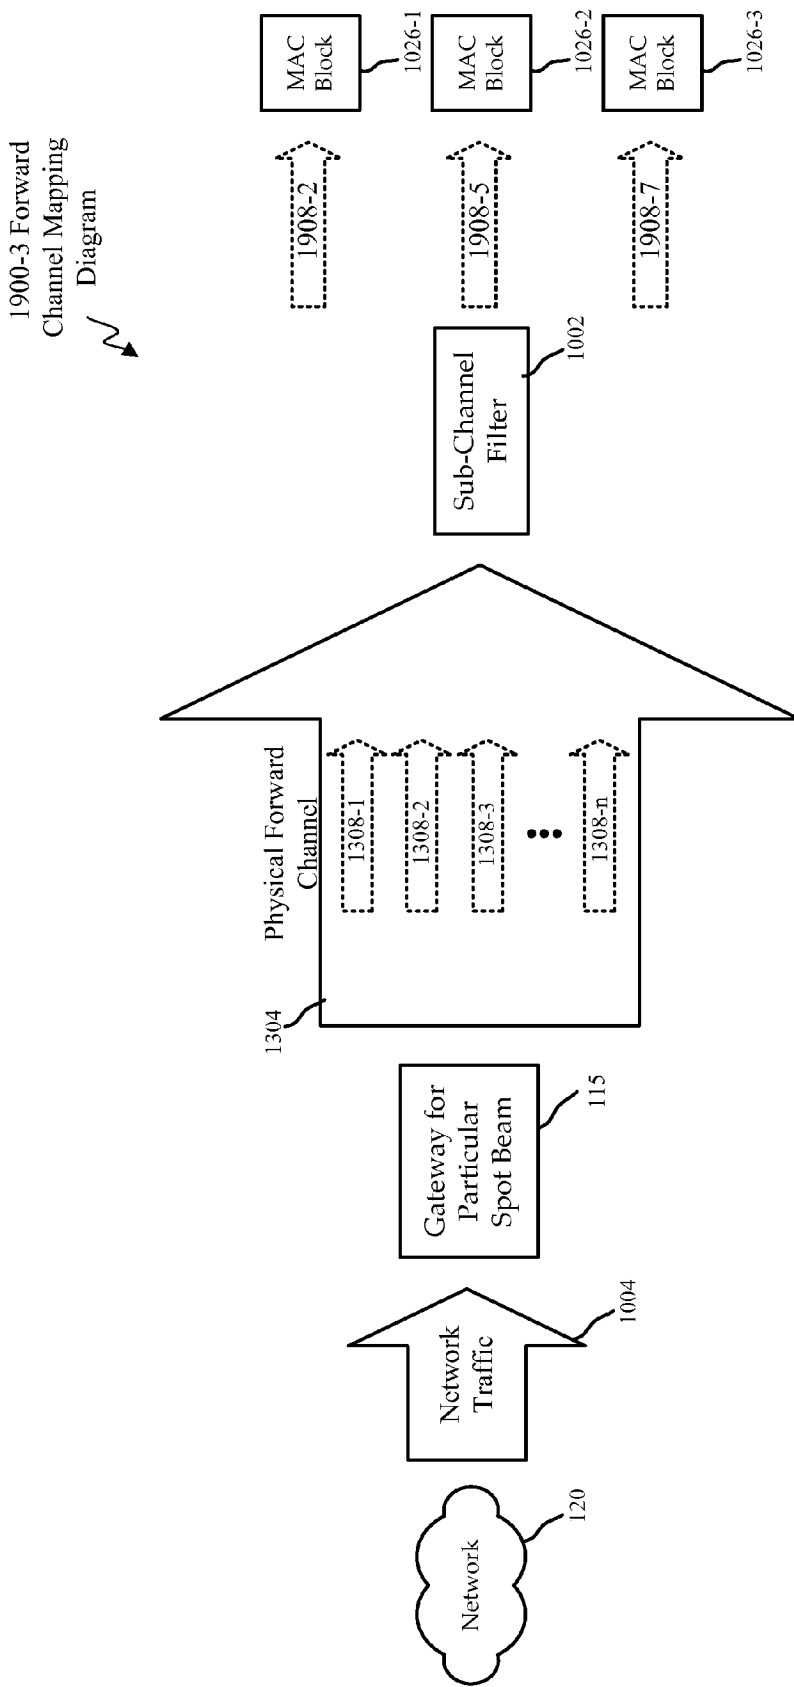 1900-3 Forward
Channel Mapping
Diagram
Network
120
Network
Traffic
1004
Gateway for
Particular
Spot Beam
115
1304
Physical Forward
Channel
1308-1
1308-2
1308-3
1308-n
Sub-Channel
Filter
1002
1908-2
1908-5
1908-7
MAC
Block
1026-1
MAC
Block
1026-2
MAC
Block
1026-3